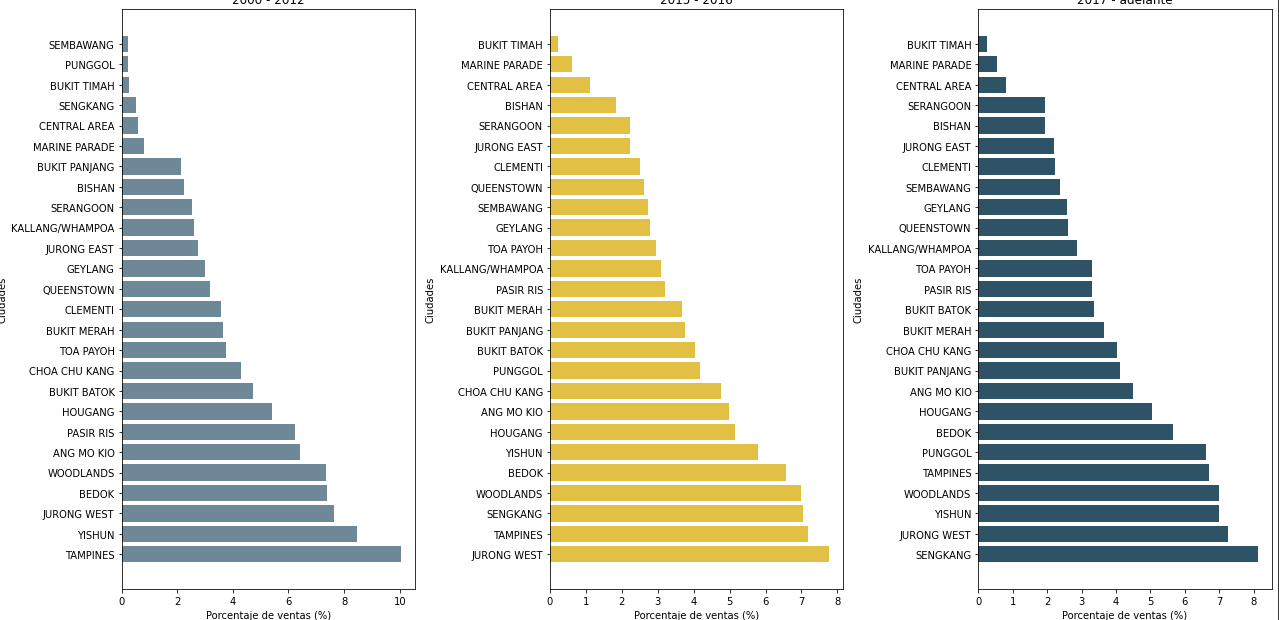 2000 - 2012
SEMBAWANG
PUNGGOL
BUKIT TIMAH
SENGKANG
CENTRAL AREA
MARINE PARADE
BUKIT PANJANG
BISHAN
SERANGOON
KALLANG/WHAMPOA
JURONG EAST
GEYLANG
QUEENSTOWN
CLEMENTI
BUKIT MERAH
TOA PAYOH
CHOA CHU KANG
BUKIT BATOK
HOUGANG
PASIR RIS
ANG MO KIO
WOODLANDS
BEDOK
JURONG WEST
YISHUN
TAMPINES
Ciudades
0 2 4 6 8 10
Porcentaje de ventas (%)
2015 - 2016
BUKIT TIMAH
MARINE PARADE
CENTRAL AREA
BISHAN
SERANGOON
JURONG EAST
CLEMENTI
QUEENSTOWN
SEMBAWANG
GEYLANG
TOA PAYOH
KALLANG/WHAMPOA
PASIR RIS
BUKIT MERAH
BUKIT PANJANG
BUKIT BATOK
PUNGGOL
CHOA CHU KANG
ANG MO KIO
HOUGANG
YISHUN
BEDOK
WOODLANDS
SENGKANG
TAMPINES
JURONG WEST
Ciudades
0 1 2 3 4 5 6 7 8
Porcentaje de ventas (%)
2017 - adelante
BUKIT TIMAH
MARINE PARADE
CENTRAL AREA
SERANGOON
BISHAN
JURONG EAST
CLEMENTI
SEMBAWANG
GEYLANG
QUEENSTOWN
KALLANG/WHAMPOA
TOA PAYOH
PASIR RIS
BUKIT BATOK
BUKIT MERAH
CHOA CHU KANG
BUKIT PANJANG
ANG MO KIO
HOUGANG
BEDOK
PUNGGOL
TAMPINES
WOODLANDS
YISHUN
JURONG WEST
SENGKANG
Ciudades
0 1 2 3 4 5 6 7 8
Porcentaje de ventas (%)